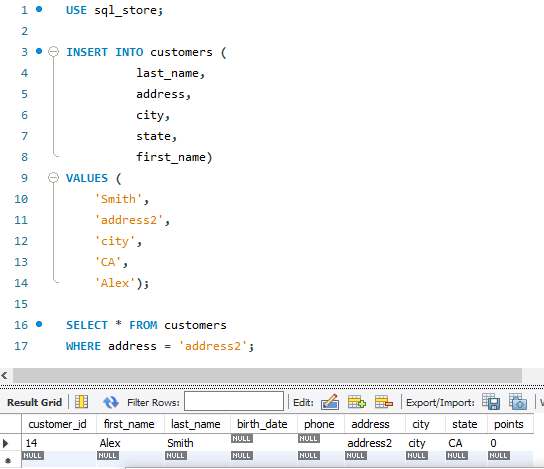 1 USE sql_store;
2
3 INSERT INTO customers (
4 last_name,
5 address,
6 city,
7 state,
8 first_name)
9 VALUES (
10 'Smith',
11 'address2',
12 'city',
13 'CA',
14 'Alex');
15
16 SELECT * FROM customers
17 WHERE address = 'address2';
Result Grid Filter Rows: Edit: Export/Import:
customer_id first_name last_name birth_date phone address city state points
14 Alex Smith NULL NULL address2 city CA 0
NULL NULL NULL NULL NULL NULL NULL NULL NULL